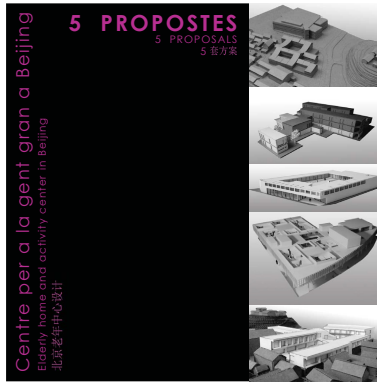 5 PROPOSTES
5 PROPOSALS
5 套方案
Centre per a la gent gran a Beijing
Elderly home and activity center in Beijing
北京老年中心设计